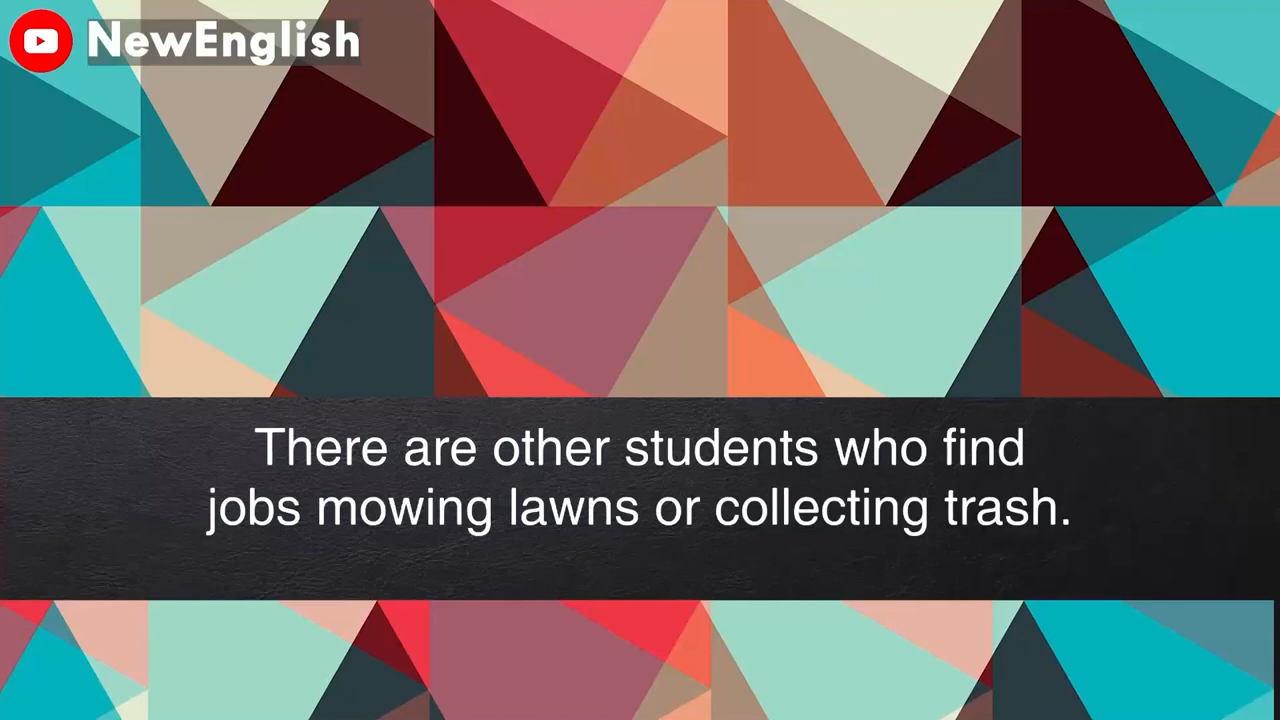 NewEnglish
There are other students who find
jobs mowing lawns or collecting trash.